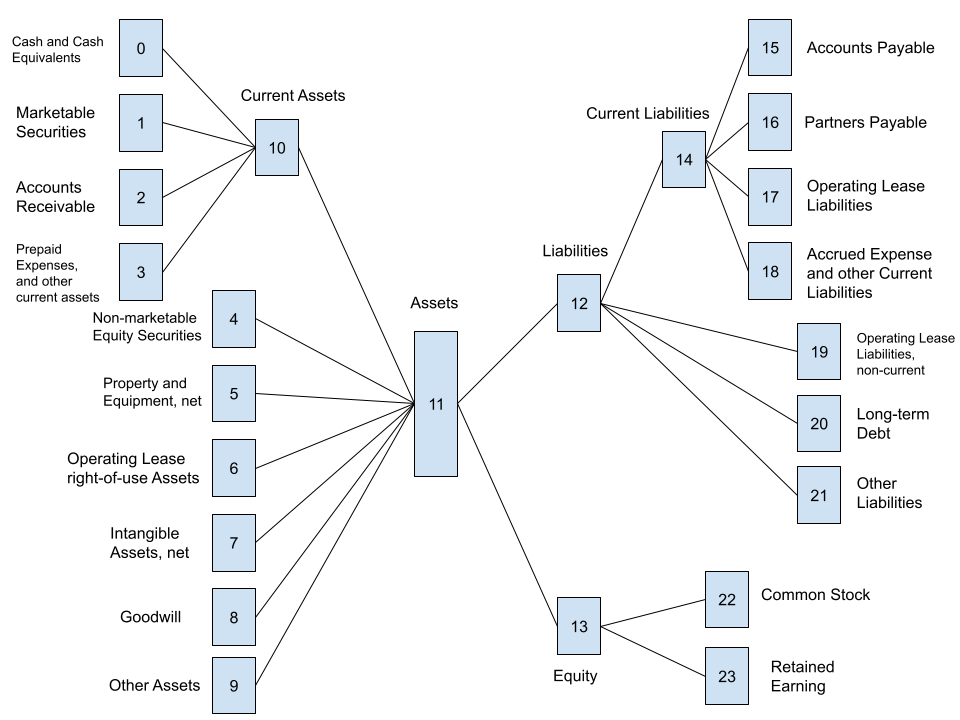 Cash and Cash
Equivalents
0
Marketable
Securities
1
Accounts
Receivable
2
Prepaid
Expenses,
and other
current assets
3
Current Assets
10
Non-marketable
Equity Securities
4
Property and
Equipment, net
5
Operating Lease
right-of-use Assets
6
Intangible
Assets, net
7
Goodwill
8
Other Assets
9
Assets
11
Liabilities
12
Equity
13
Current Liabilities
14
15
Accounts Payable
16
Partners Payable
17
Operating Lease
Liabilities
18
Accrued Expense
and other Current
Liabilities
19
Operating Lease
Liabilities,
non-current
20
Long-term
Debt
21
Other
Liabilities
22
Common Stock
23
Retained
Earning